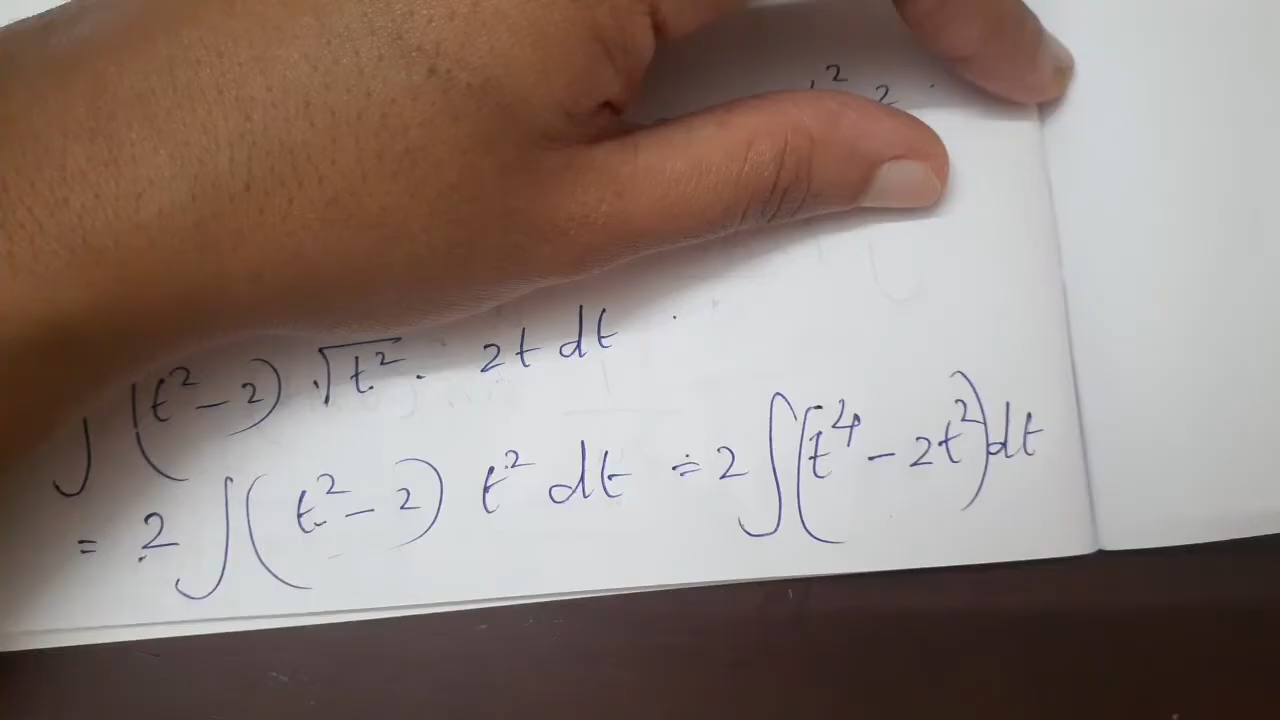 ∫(t²-2) √t². 2t dt
= 2∫(t²-2) t² dt = 2∫(t⁴-2t²)dt